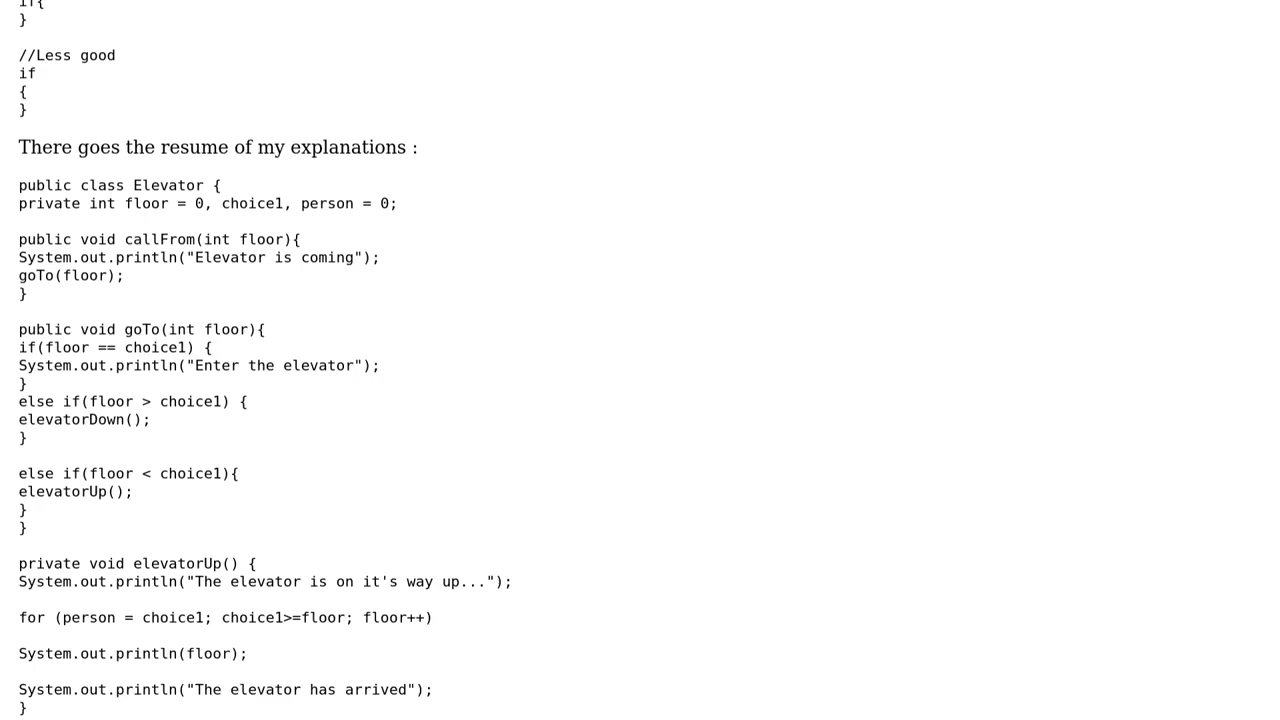 if{
}
//Less good
if
{
}
There goes the resume of my explanations :
public class Elevator {
private int floor = 0, choice1, person = 0;
public void callFrom(int floor){
System.out.println("Elevator is coming");
goTo(floor);
}
public void goTo(int floor){
if(floor == choice1) {
System.out.println("Enter the elevator");
}
else if(floor > choice1) {
elevatorDown();
}
else if(floor < choice1){
elevatorUp();
}
}
private void elevatorUp() {
System.out.println("The elevator is on it's way up...");
for (person = choice1; choice1>=floor; floor++)
System.out.println(floor);
System.out.println("The elevator has arrived");
}